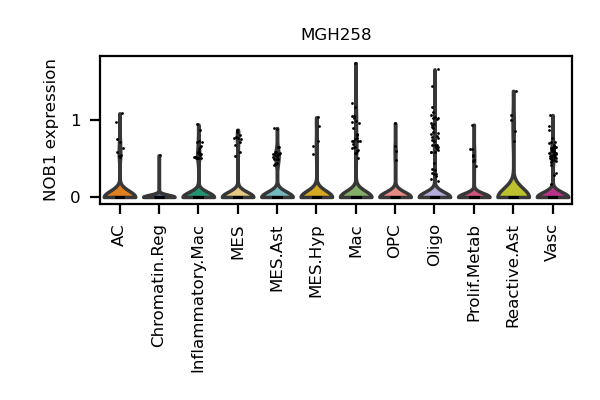 MGH258
NOB1 expression
1
0
AC
Chromatin.Reg
Inflammatory.Mac
MES
MES.Ast
MES.Hyp
Mac
OPC
Oligo
Prolif.Metab
Reactive.Ast
Vasc